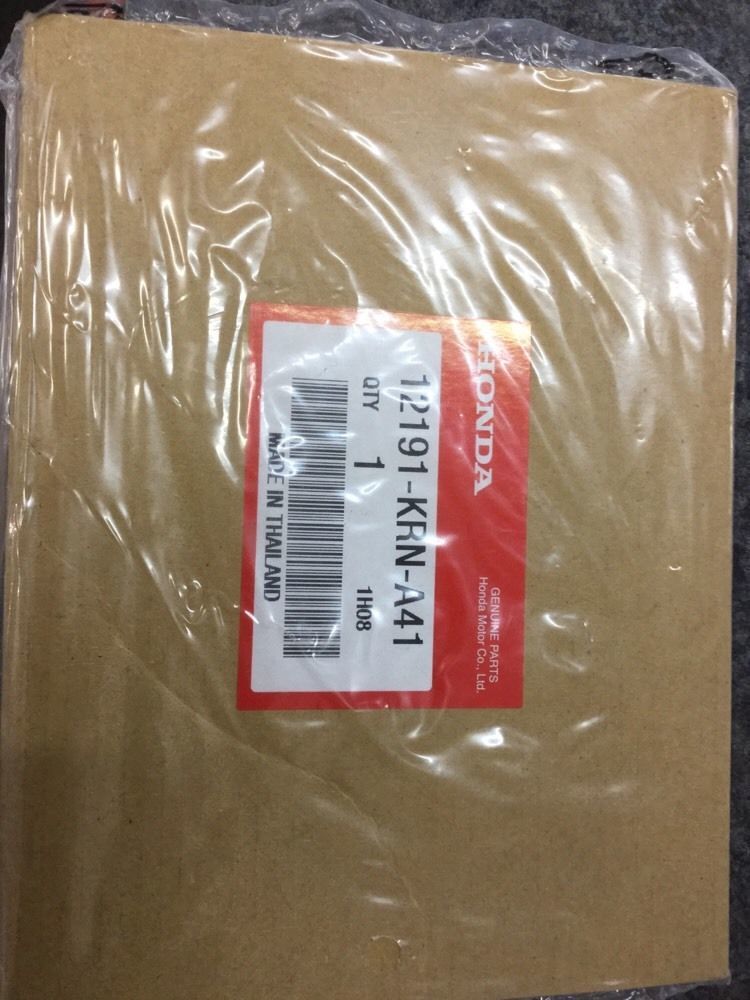 HONDA
GENUINE PARTS
Honda Motor Co., Ltd.
12191-KRN-A41
QTY 1 1H08
MADE IN THAILAND